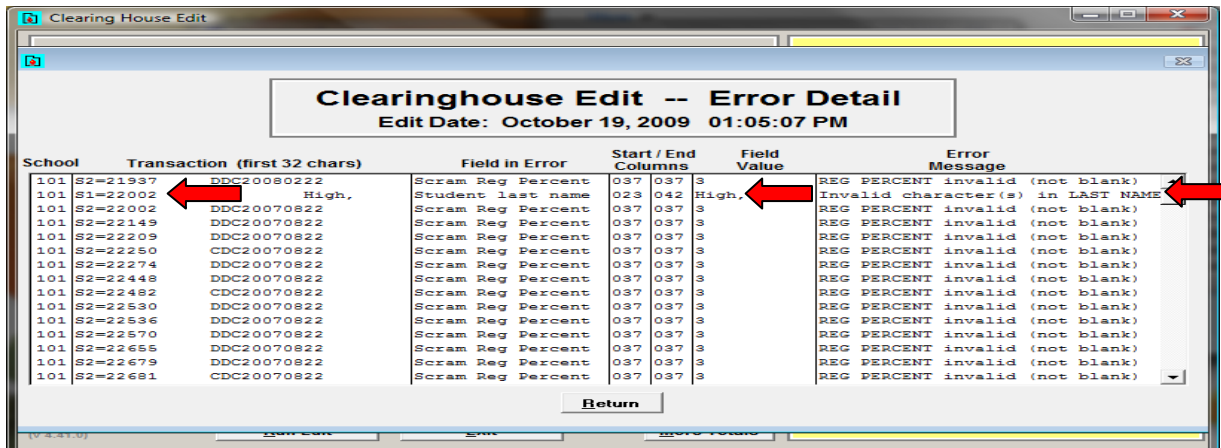 Clearing House Edit
Clearinghouse Edit -- Error Detail
Edit Date: October 19, 2009 01:05:07 PM
School Transaction (first 32 chars) Field in Error Start / End Columns Field Value Error Message
101 S2=21937 DDC20080222 Scram Reg Percent 037 037 3 REG PERCENT invalid (not blank)
101 S1=22002 High, Student last name 023 042 High, Invalid character(s) in LAST NAME
101 S2=22002 DDC20070822 Scram Reg Percent 037 037 3 REG PERCENT invalid (not blank)
101 S2=22149 DDC20070822 Scram Reg Percent 037 037 3 REG PERCENT invalid (not blank)
101 S2=22209 DDC20070822 Scram Reg Percent 037 037 3 REG PERCENT invalid (not blank)
101 S2=22250 CDC20070822 Scram Reg Percent 037 037 3 REG PERCENT invalid (not blank)
101 S2=22274 DDC20070822 Scram Reg Percent 037 037 3 REG PERCENT invalid (not blank)
101 S2=22448 DDC20070822 Scram Reg Percent 037 037 3 REG PERCENT invalid (not blank)
101 S2=22482 CDC20070822 Scram Reg Percent 037 037 3 REG PERCENT invalid (not blank)
101 S2=22530 DDC20070822 Scram Reg Percent 037 037 3 REG PERCENT invalid (not blank)
101 S2=22536 DDC20070822 Scram Reg Percent 037 037 3 REG PERCENT invalid (not blank)
101 S2=22570 DDC20070822 Scram Reg Percent 037 037 3 REG PERCENT invalid (not blank)
101 S2=22655 DDC20070822 Scram Reg Percent 037 037 3 REG PERCENT invalid (not blank)
101 S2=22679 DDC20070822 Scram Reg Percent 037 037 3 REG PERCENT invalid (not blank)
101 S2=22681 CDC20070822 Scram Reg Percent 037 037 3 REG PERCENT invalid (not blank)
Return
(v 4.41.0)